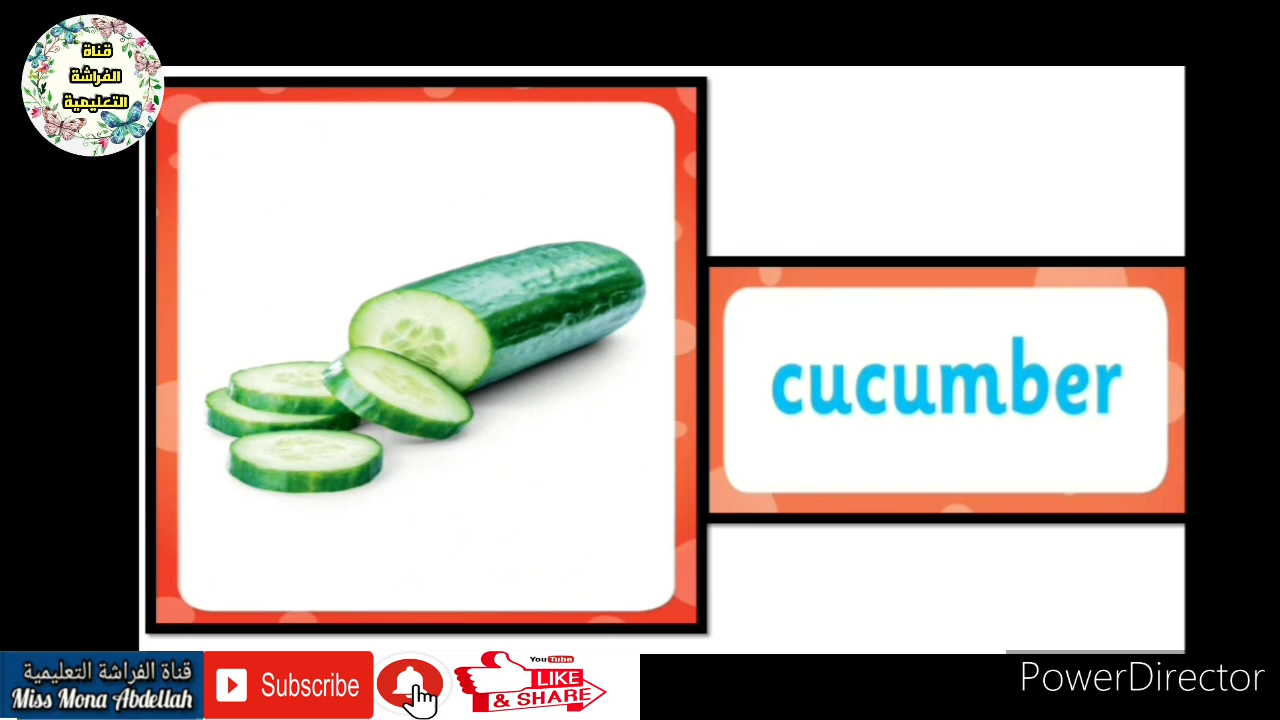 قناة
الفراشة
التعليمية
cucumber
قناة الفراشة التعليمية
Miss Mona Abdellah
Subscribe
YouTube
LIKE
& SHARE
PowerDirector